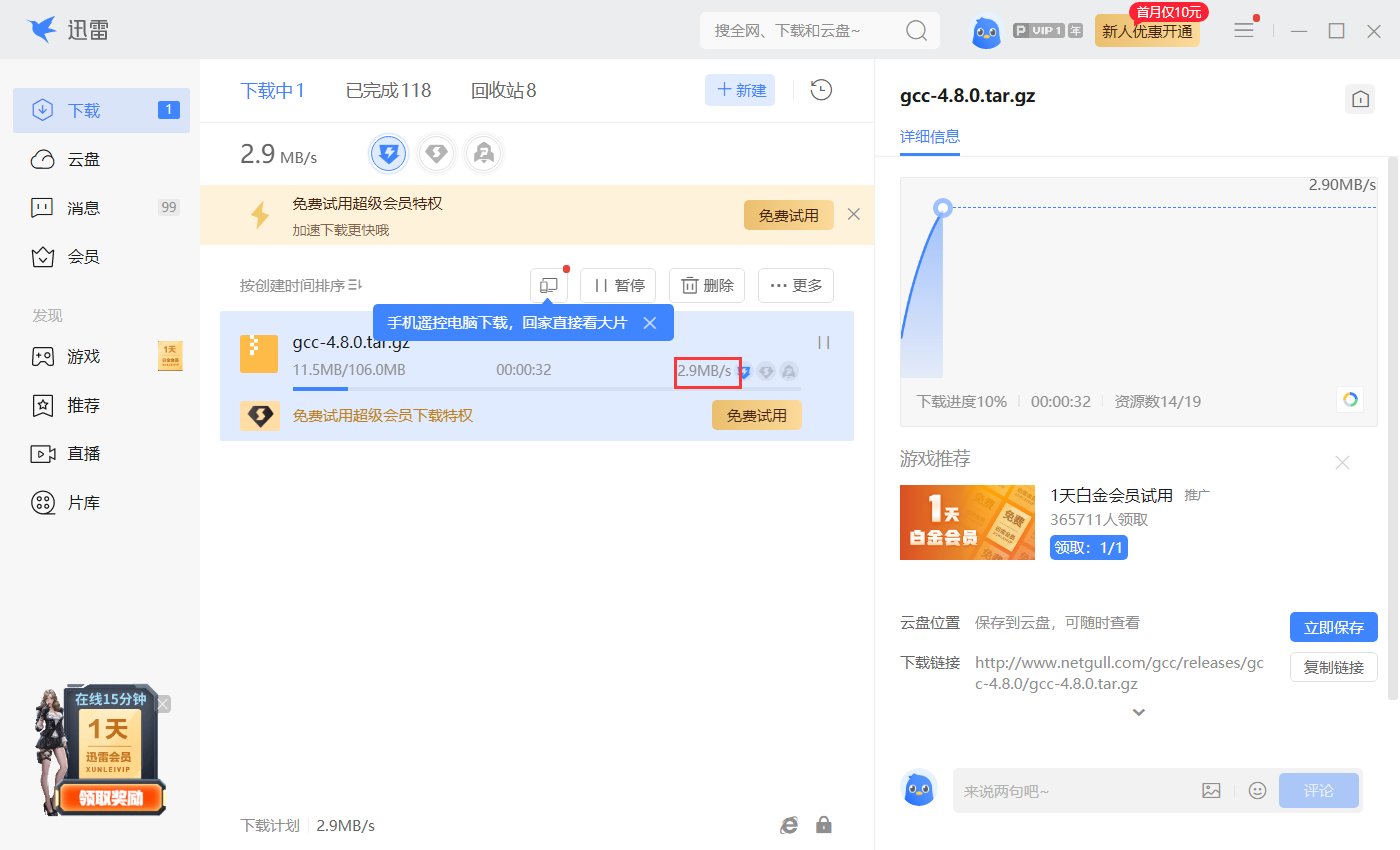 迅雷
搜全网、下载和云盘~
P VIP 1 年
首月仅10元
新人优惠开通
下载
1
云盘
消息
99
会员
发现
游戏
1天
推荐
直播
片库
在线15分钟
1天
迅雷会员
XUNLEIVIP
领取奖励
下载中1
已完成118
回收站8
新建
2.9 MB/s
免费试用超级会员特权
加速下载更快哦
免费试用
按创建时间排序
暂停
删除
更多
手机遥控电脑下载，回家直接看大片
gcc-4.8.0.tar.gz
11.5MB/106.0MB
00:00:32
2.9MB/s
免费试用超级会员下载特权
免费试用
下载计划
2.9MB/s
gcc-4.8.0.tar.gz
详细信息
2.90MB/s
下载进度10%
00:00:32
资源数14/19
游戏推荐
1天
白金会员
免费
1天白金会员试用
推广
365711人领取
领取：1/1
云盘位置
保存到云盘，可随时查看
立即保存
下载链接
http://www.netgull.com/gcc/releases/gc
c-4.8.0/gcc-4.8.0.tar.gz
复制链接
来说两句吧~
评论